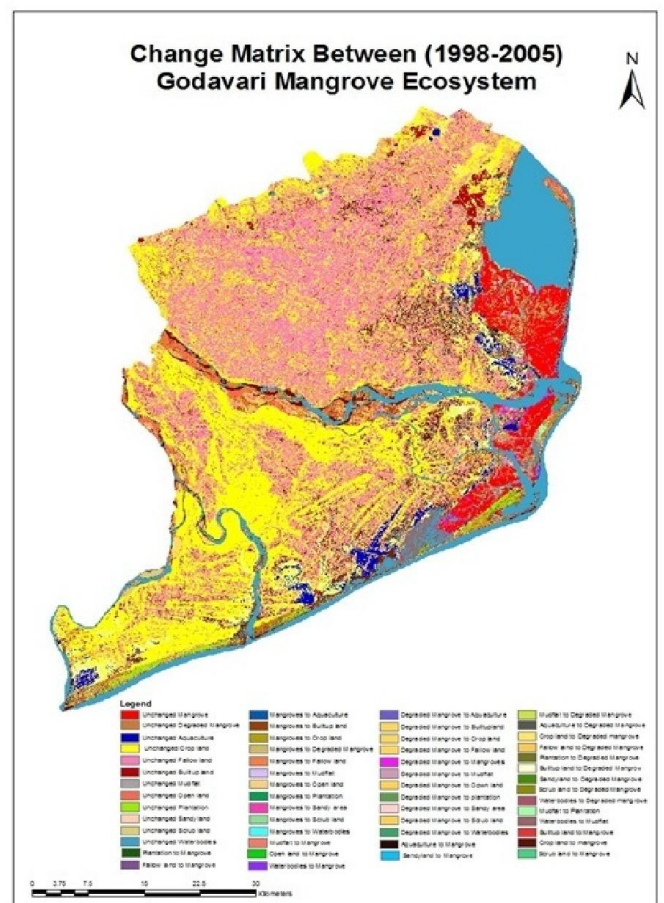 Change Matrix Between (1998-2005)
Godavari Mangrove Ecosystem
N
Legend
Unchanged Mangrove
Unchanged Degraded Mangrove
Unchanged Aquaculture
Unchanged Crop land
Unchanged Fallow land
Unchanged Builtup land
Unchanged Mudflat
Unchanged Open land
Unchanged Plantation
Unchanged Sandy land
Unchanged Scrub land
Unchanged Waterbodies
Plantation to Mangrove
Fallow land to Mangrove
Mangroves to Aquaculture
Mangroves to Builtup land
Mangroves to Crop land
Mangroves to Degraded Mangrove
Mangroves to Fallow land
Mangroves to Mudflat
Mangroves to Open land
Mangroves to Plantation
Mangroves to Sandy area
Mangroves to Scrub land
Mangroves to Waterbodies
Mudflat to Mangrove
Open land to Mangrove
Waterbodies to Mangrove
Degraded Mangrove to Aquaculture
Degraded Mangrove to Builtupland
Degraded Mangrove to Crop land
Degraded Mangrove to Fallow land
Degraded Mangrove to Mangroves
Degraded Mangrove to Mudflat
Degraded Mangrove to Open land
Degraded Mangrove to plantation
Degraded Mangrove to Sandy area
Degraded Mangrove to Scrub land
Degraded Mangrove to Waterbodies
Aquaculture to Mangrove
Sandyland to Mangrove
Mudflat to Degraded Mangrove
Aquaculture to Degraded Mangrove
Cropland to Degraded mangrove
Fallow land to Degraded Mangrove
Plantation to Degraded Mangrove
Builtup land to Degraded Mangrov
Sandyland to Degraded Mangrove
Scrub land to Degraded Mangrove
Waterbodies to Degraded mangrove
Mudflat to Plantation
Waterbodies to Mudflat
Builtup land to Mangrove
Cropland to mangrove
Scrub land to Mangrove
0 3.75 7.5 15 22.5 30
Kilometers